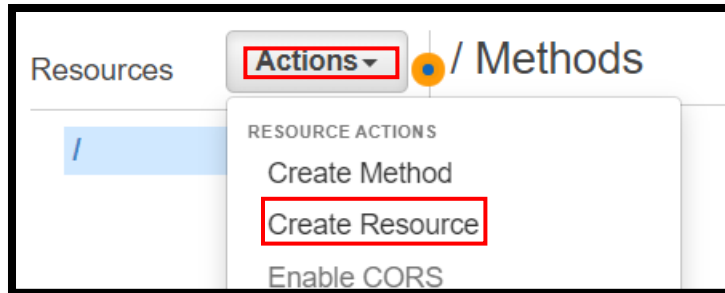 Resources
Actions
/ Methods
/
RESOURCE ACTIONS
Create Method
Create Resource
Enable CORS